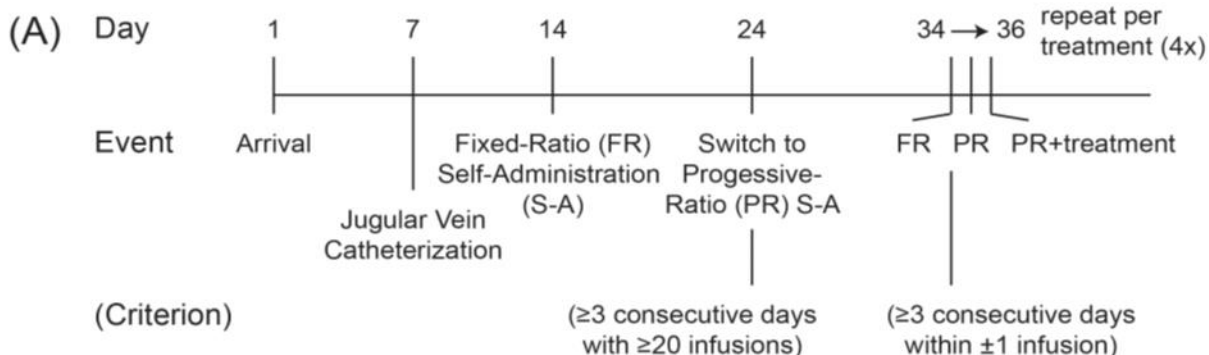 (A) Day 1 7 14 24 34 → 36 repeat per
treatment (4x)
Event Arrival Fixed-Ratio (FR) Switch to FR PR PR+treatment
Self-Administration Progessive-
(S-A) Ratio (PR) S-A
Jugular Vein
Catheterization
(Criterion) (≥3 consecutive days (≥3 consecutive days
with ≥20 infusions) within ±1 infusion)